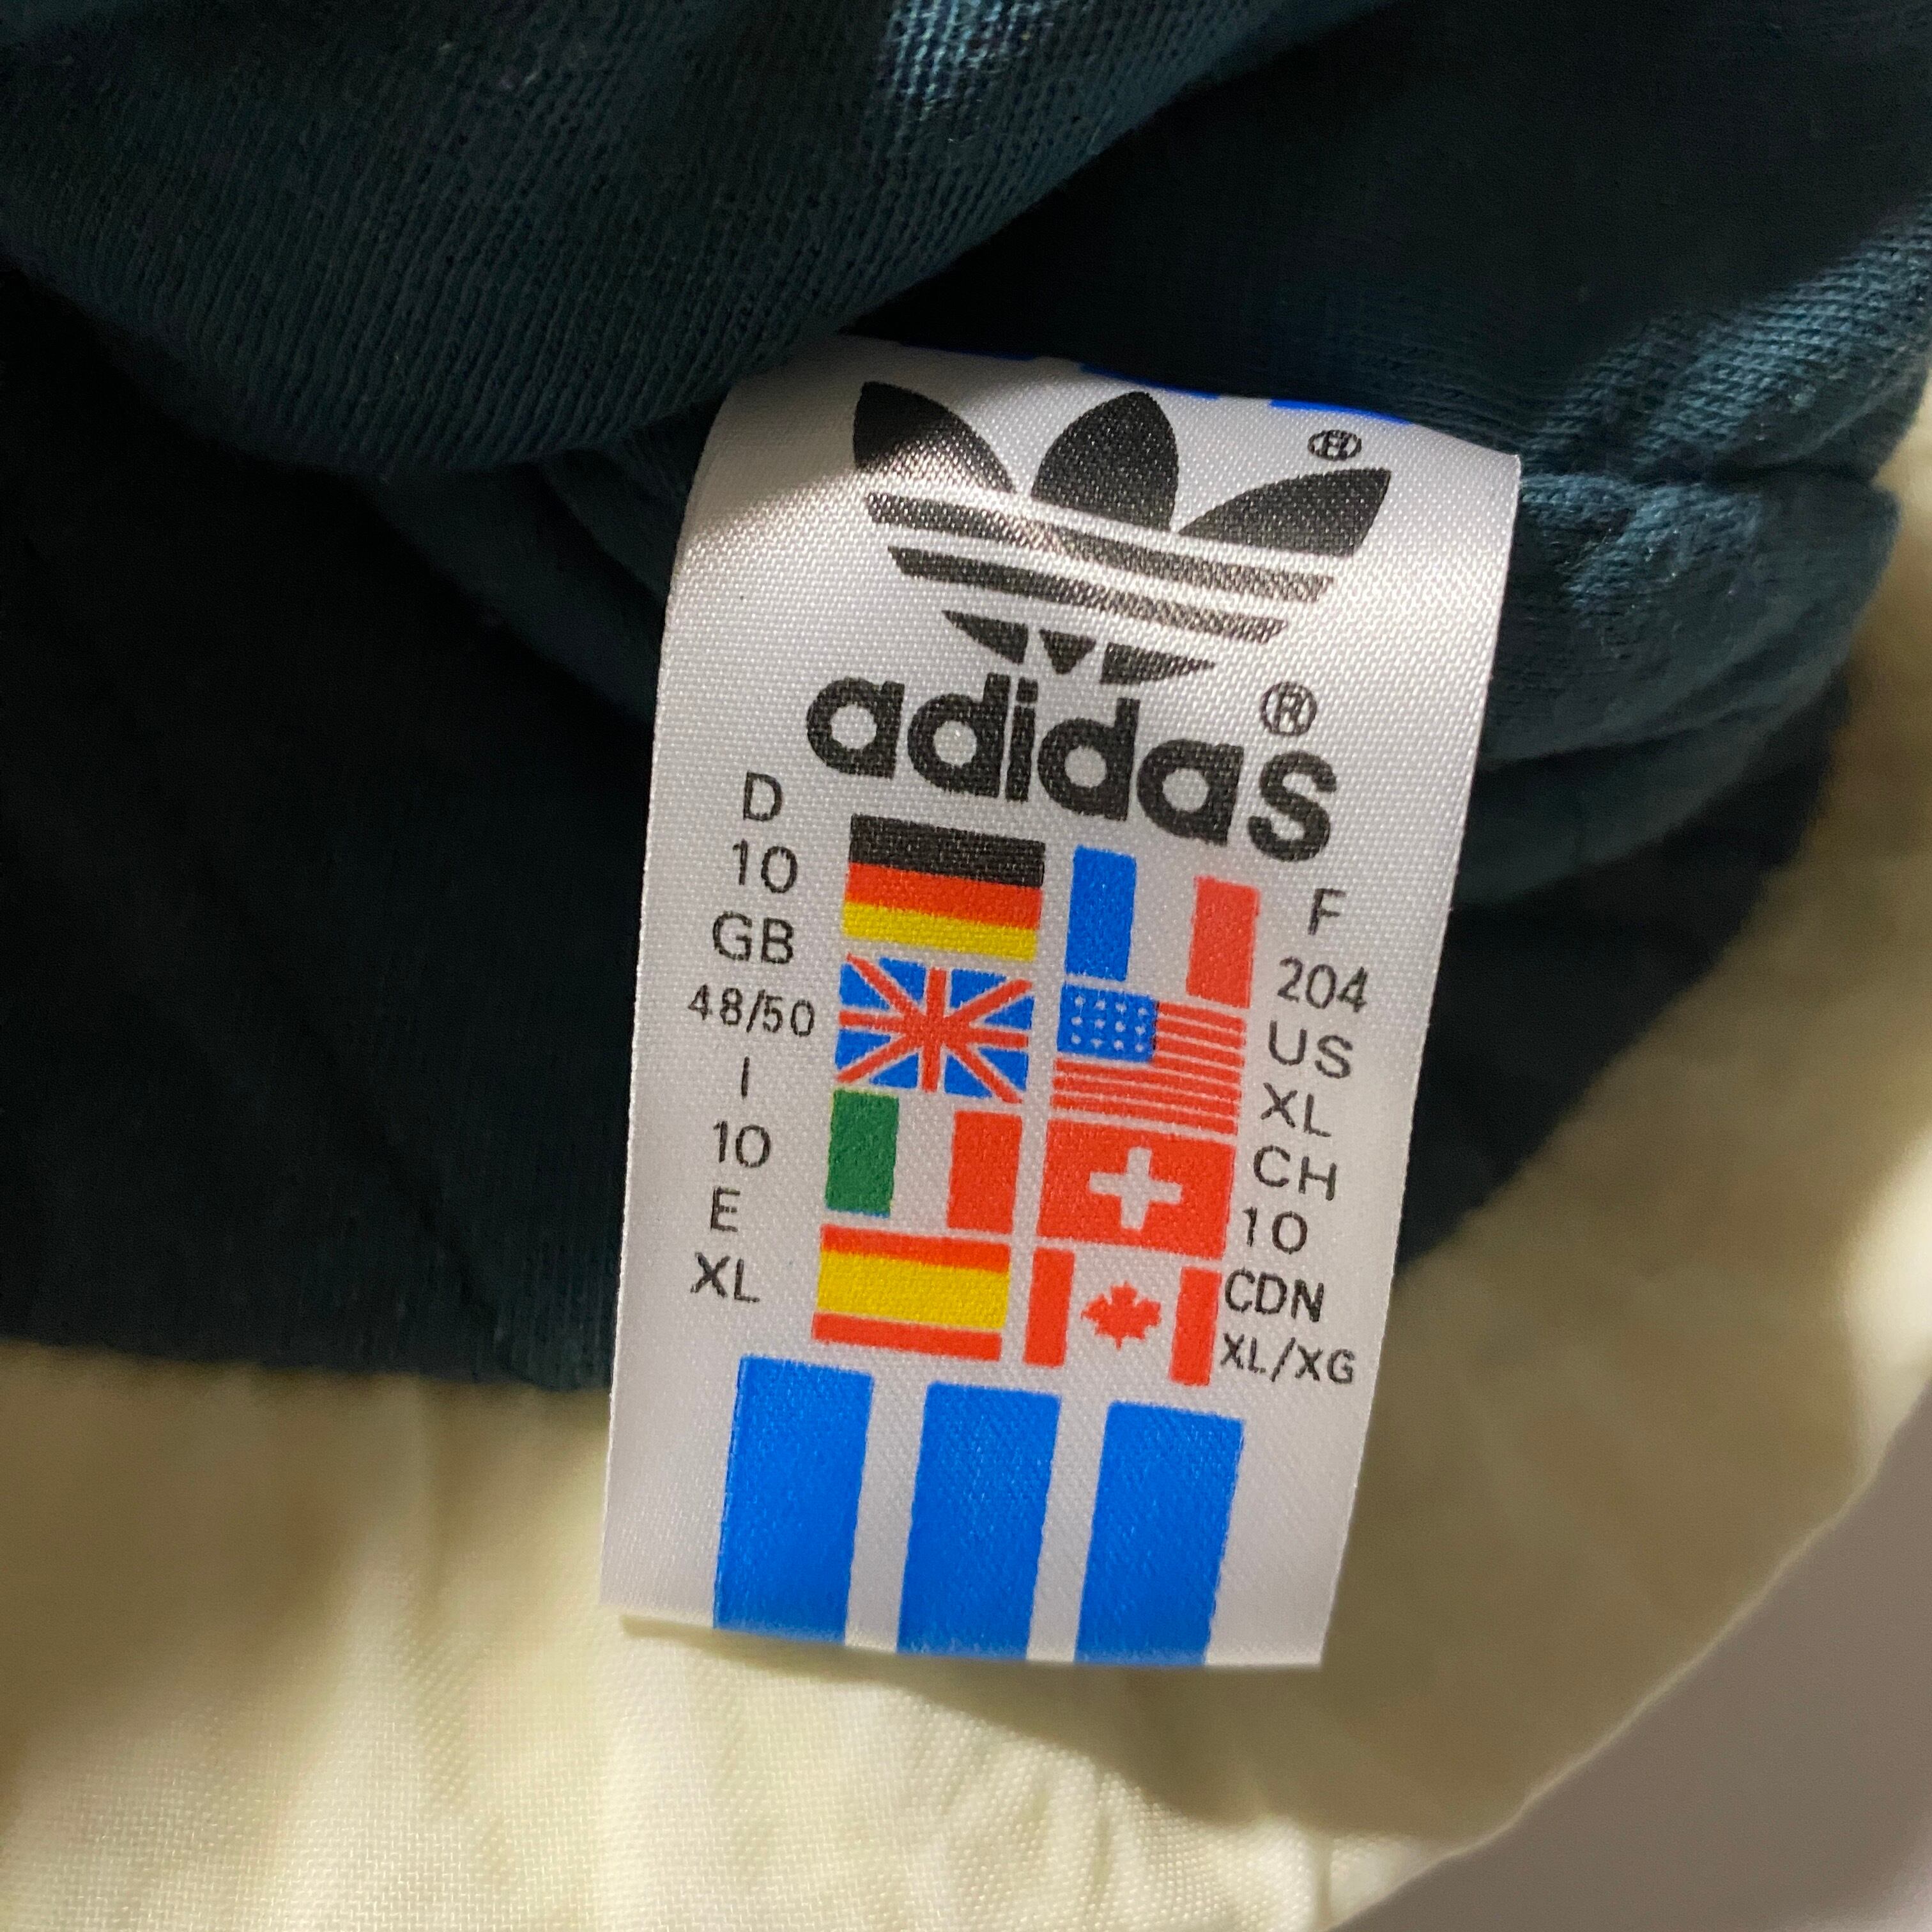 ®
adidas®
D
10
GB
48/50
I
10
E
XL
F
204
US
XL
CH
10
CDN
XL/XG